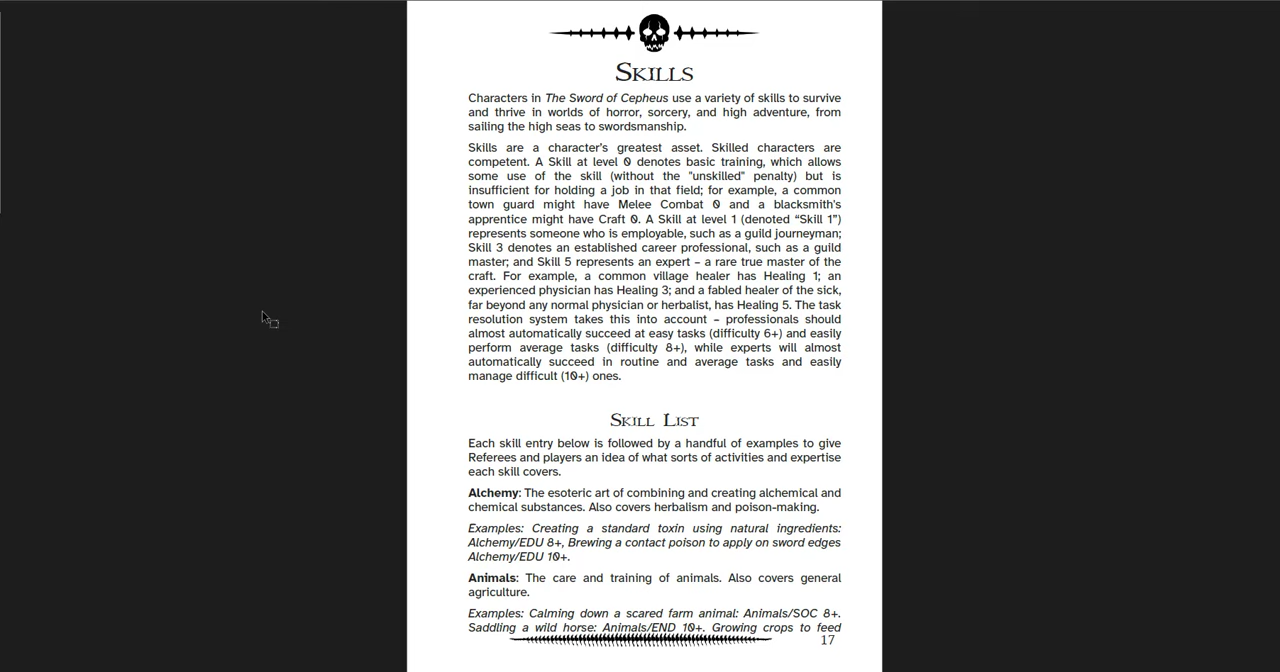 Skills
Characters in The Sword of Cepheus use a variety of skills to survive
and thrive in worlds of horror, sorcery, and high adventure, from
sailing the high seas to swordsmanship.
Skills are a character's greatest asset. Skilled characters are
competent. A Skill at level 0 denotes basic training, which allows
some use of the skill (without the "unskilled" penalty) but is
insufficient for holding a job in that field; for example, a common
town guard might have Melee Combat 0 and a blacksmith's
apprentice might have Craft 0. A Skill at level 1 (denoted “Skill 1”)
represents someone who is employable, such as a guild journeyman;
Skill 3 denotes an established career professional, such as a guild
master; and Skill 5 represents an expert – a rare true master of the
craft. For example, a common village healer has Healing 1; an
experienced physician has Healing 3; and a fabled healer of the sick,
far beyond any normal physician or herbalist, has Healing 5. The task
resolution system takes this into account – professionals should
almost automatically succeed at easy tasks (difficulty 6+) and easily
perform average tasks (difficulty 8+), while experts will almost
automatically succeed in routine and average tasks and easily
manage difficult (10+) ones.
Skill List
Each skill entry below is followed by a handful of examples to give
Referees and players an idea of what sorts of activities and expertise
each skill covers.
Alchemy: The esoteric art of combining and creating alchemical and
chemical substances. Also covers herbalism and poison-making.
Examples: Creating a standard toxin using natural ingredients:
Alchemy/EDU 8+, Brewing a contact poison to apply on sword edges
Alchemy/EDU 10+.
Animals: The care and training of animals. Also covers general
agriculture.
Examples: Calming down a scared farm animal: Animals/SOC 8+.
Saddling a wild horse: Animals/END 10+. Growing crops to feed
17